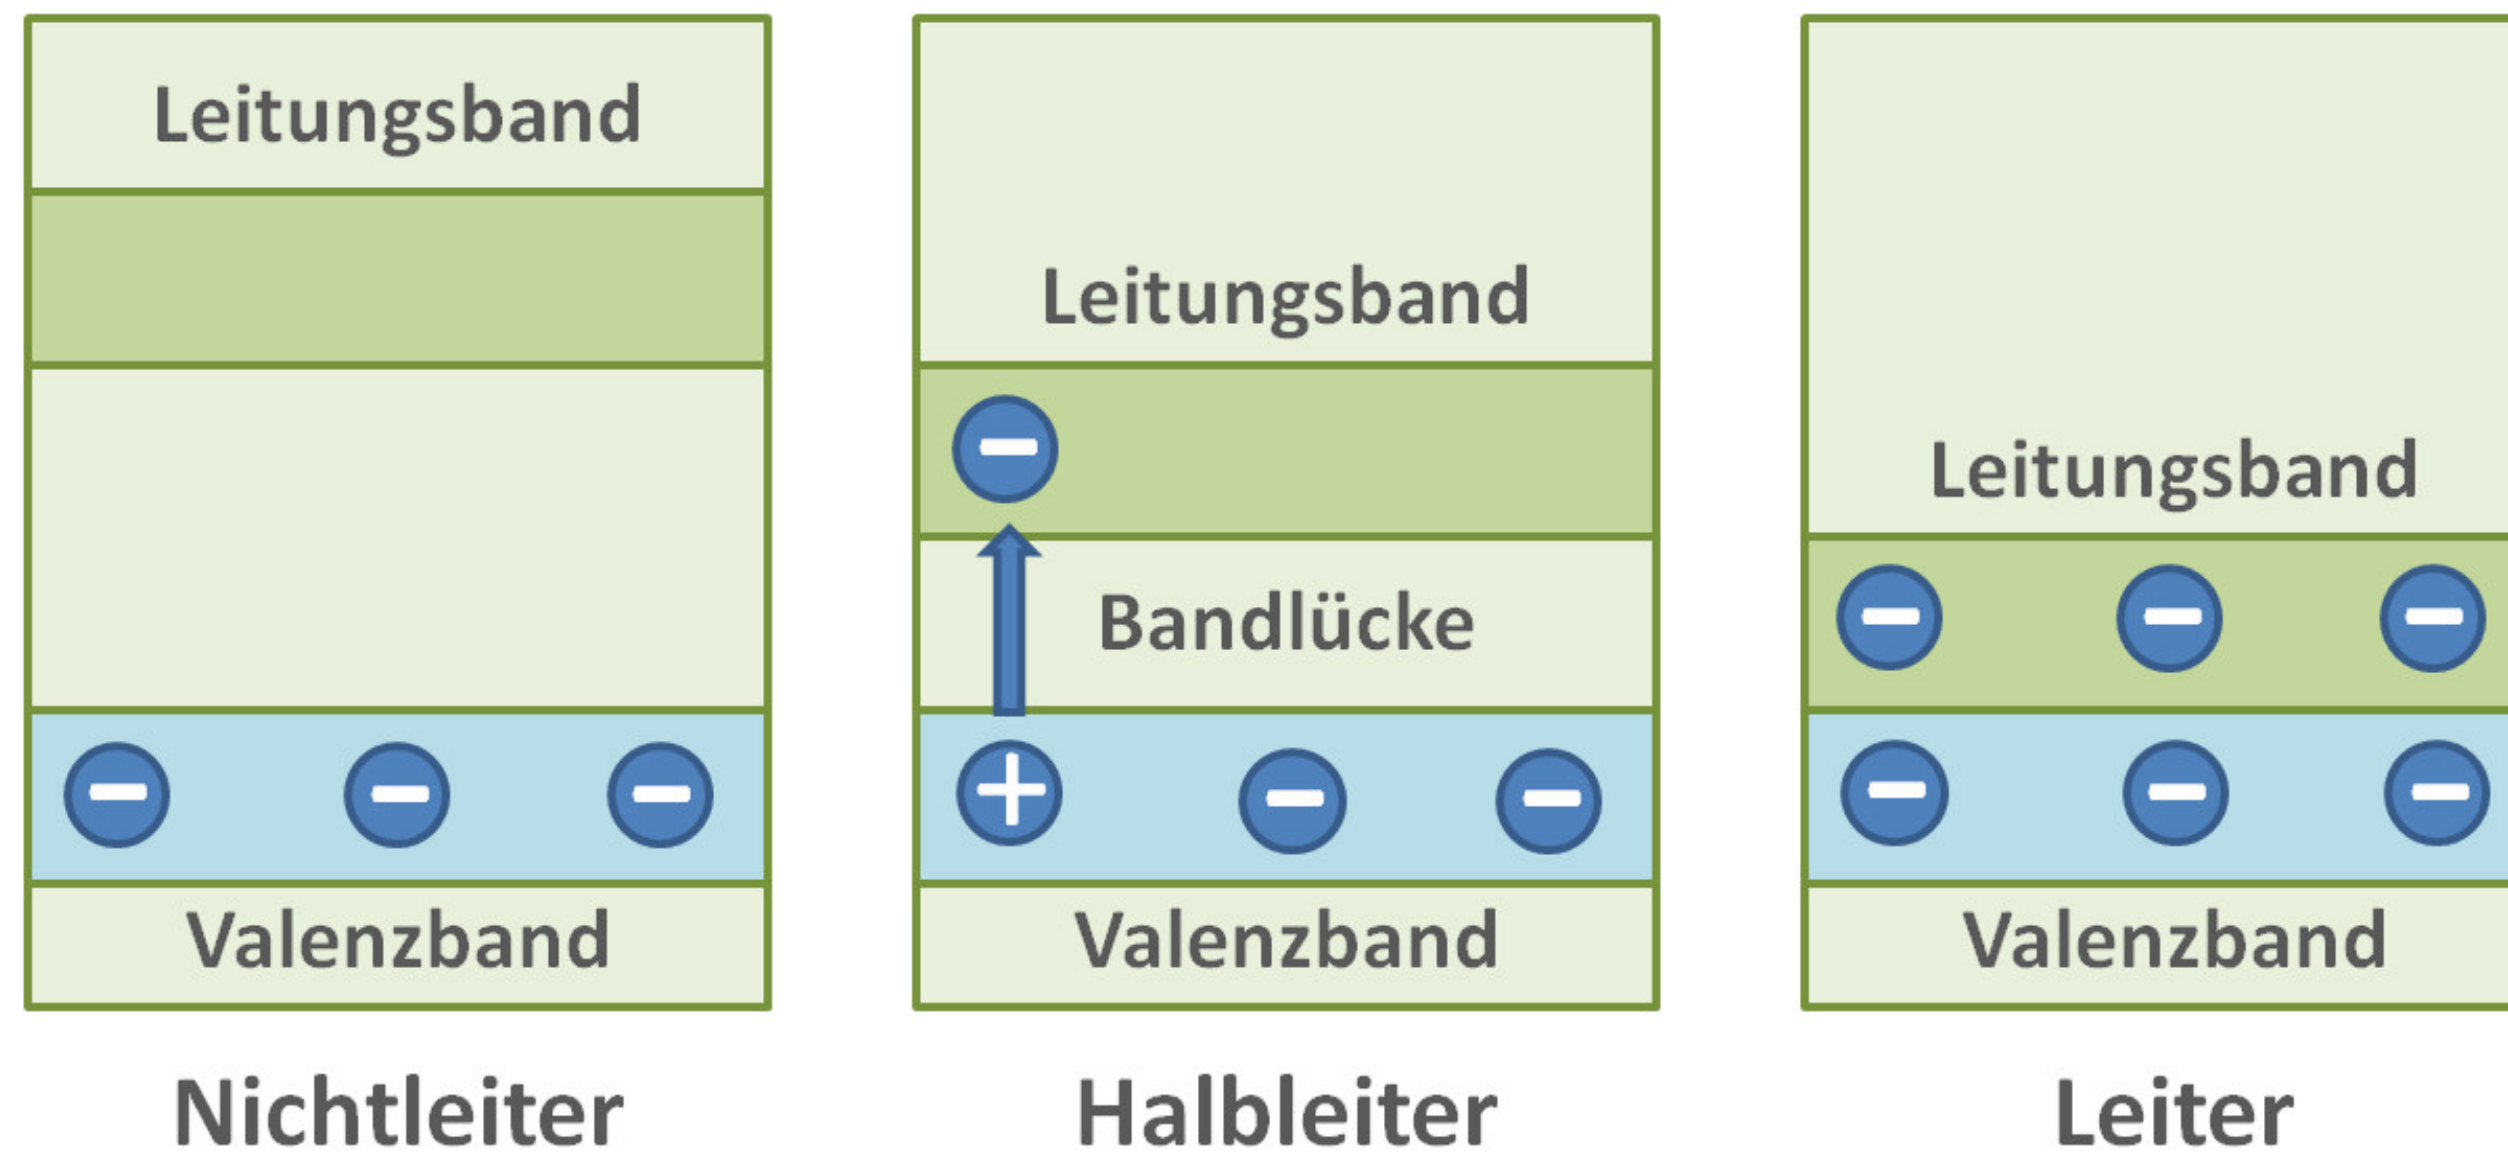 Leitungsband
Valenzband
Nichtleiter
Leitungsband
Bandlücke
Valenzband
Halbleiter
Leitungsband
Valenzband
Leiter